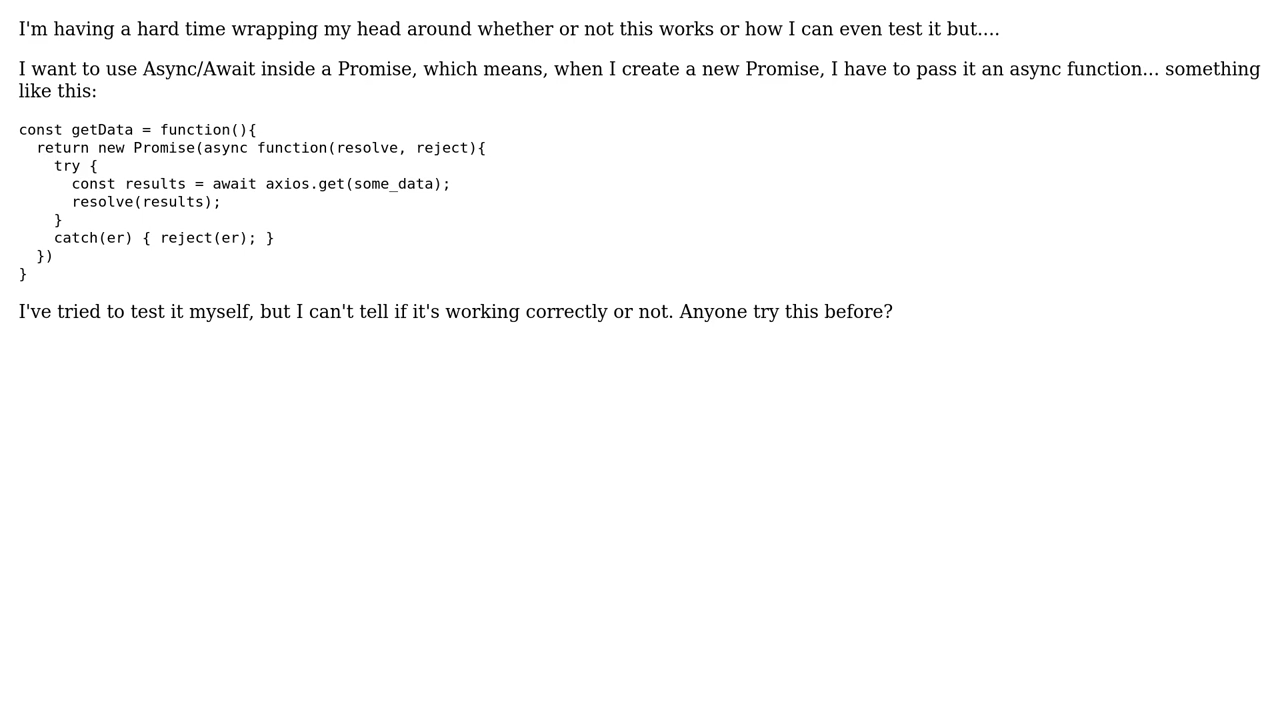 I'm having a hard time wrapping my head around whether or not this works or how I can even test it but....
I want to use Async/Await inside a Promise, which means, when I create a new Promise, I have to pass it an async function... something
like this:
const getData = function(){
  return new Promise(async function(resolve, reject){
    try {
      const results = await axios.get(some_data);
      resolve(results);
    }
    catch(er) { reject(er); }
  })
}
I've tried to test it myself, but I can't tell if it's working correctly or not. Anyone try this before?